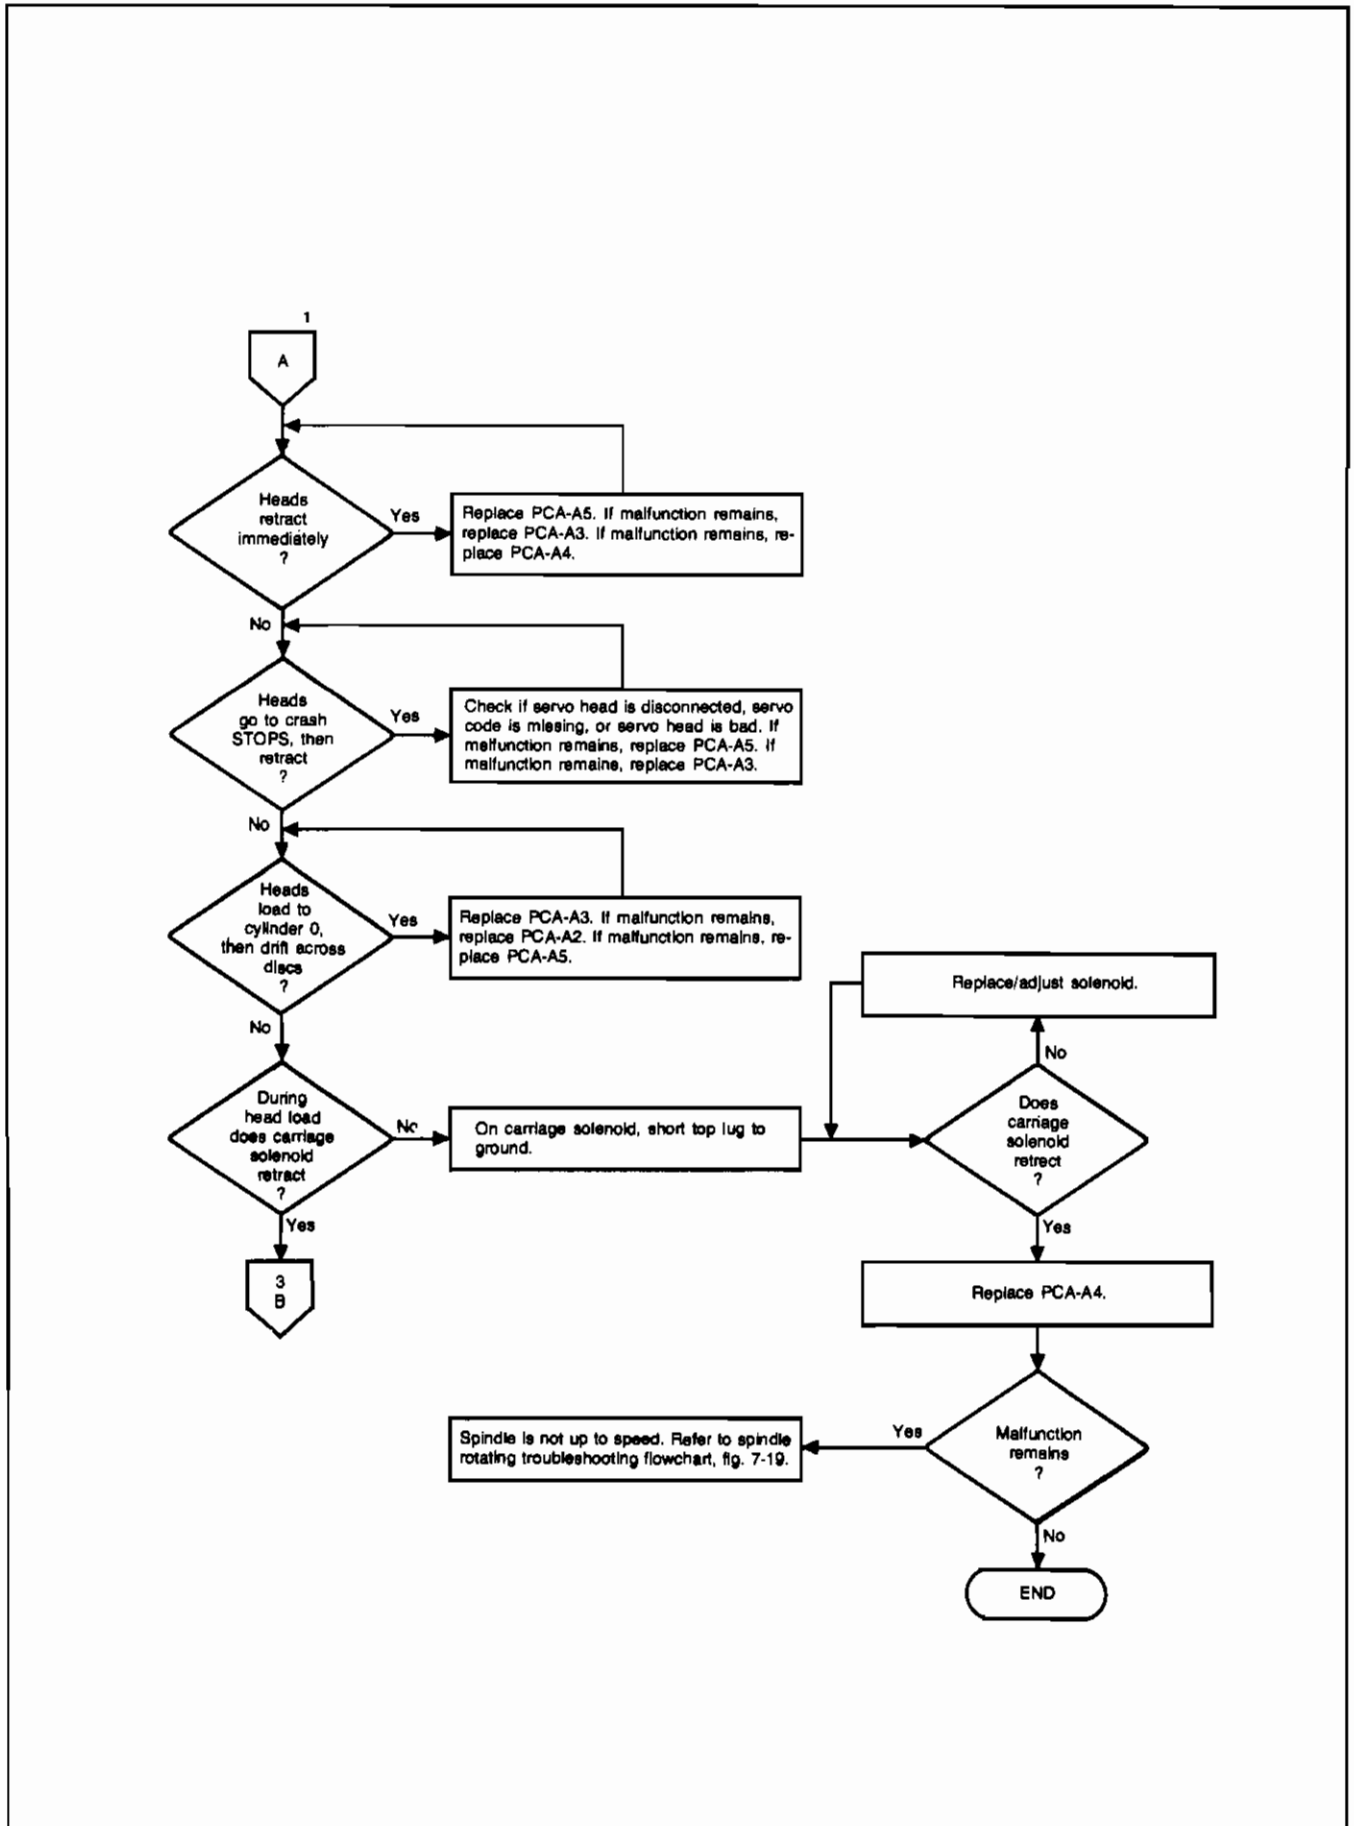 1
A
Heads
retract
immediately
?
Yes
Replace PCA-A5. If malfunction remains,
replace PCA-A3. If malfunction remains, re-
place PCA-A4.
No
Heads
go to crash
STOPS, then
retract
?
Yes
Check if servo head is disconnected, servo
code is missing, or servo head is bad. If
malfunction remains, replace PCA-A5. If
malfunction remains, replace PCA-A3.
No
Heads
load to
cylinder 0,
then drift across
discs
?
Yes
Replace PCA-A3. If malfunction remains,
replace PCA-A2. If malfunction remains, re-
place PCA-A5.
No
During
head load
does carriage
solenoid
retract
?
No
On carriage solenoid, short top lug to
ground.
Replace/adjust solenoid.
No
Does
carriage
solenoid
retract
?
Yes
Yes
3
B
Replace PCA-A4.
Malfunction
remains
?
Yes
Spindle is not up to speed. Refer to spindle
rotating troubleshooting flowchart, fig. 7-19.
No
END